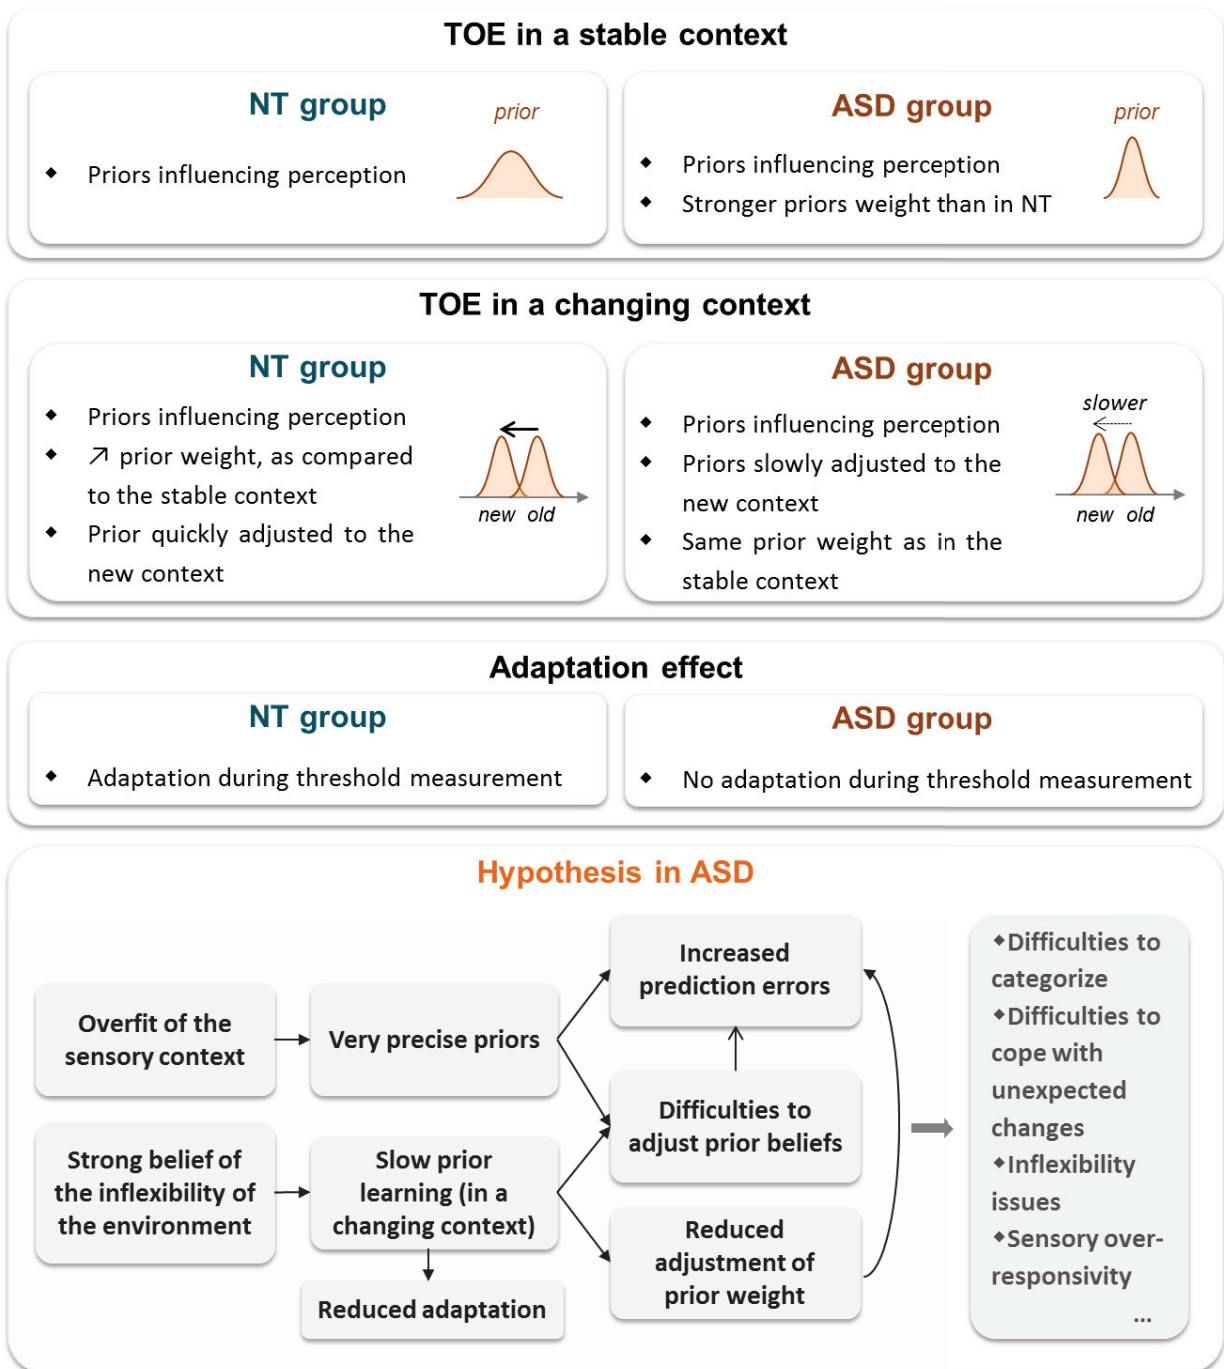 TOE in a stable context
NT group
prior
◆ Priors influencing perception
ASD group
prior
◆ Priors influencing perception
◆ Stronger priors weight than in NT
TOE in a changing context
NT group
◆ Priors influencing perception
◆ ↗ prior weight, as compared
to the stable context
◆ Prior quickly adjusted to the
new context
new old
ASD group
slower
◆ Priors influencing perception
◆ Priors slowly adjusted to the
new context
◆ Same prior weight as in the
stable context
new old
Adaptation effect
NT group
◆ Adaptation during threshold measurement
ASD group
◆ No adaptation during threshold measurement
Hypothesis in ASD
Overfit of the
sensory context
Very precise priors
Increased
prediction errors
Strong belief of
the inflexibility of
the environment
Slow prior
learning (in a
changing context)
Difficulties to
adjust prior beliefs
Reduced
adjustment of
prior weight
Reduced adaptation
◆Difficulties to
categorize
◆Difficulties to
cope with
unexpected
changes
◆Inflexibility
issues
◆Sensory over-
responsivity
...